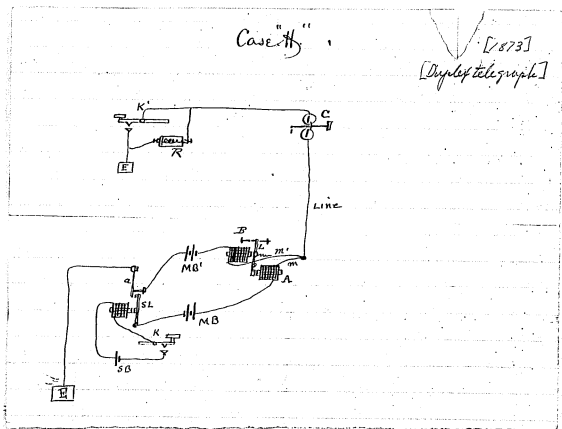 Case "H".
[1873]
[Duplex telegraph]
K'
C
R
E
LINE
B
L
m'
m
A
MB'
a
SL
MB
K
SB
E